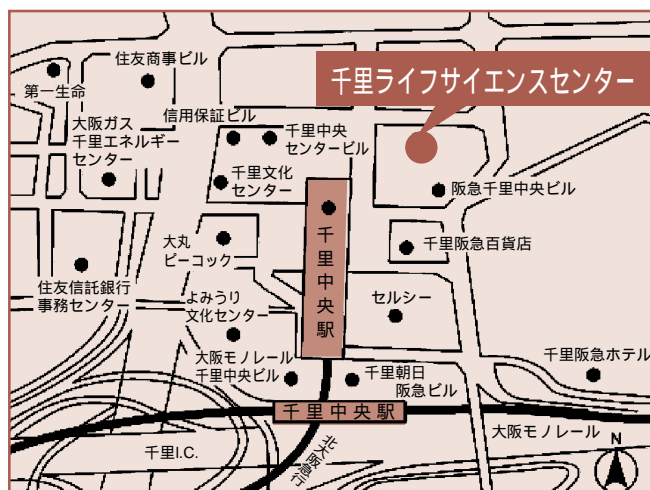 住友商事ビル
千里ライフサイエンスセンター
第一生命
信用保証ビル
大阪ガス
千里エネルギー
センター
千里中央
センタービル
千里文化
センター
阪急千里中央ビル
千里中央駅
大丸
ピーコック
千里阪急百貨店
住友信託銀行
事務センター
よみうり
文化センター
セルシー
大阪モノレール
千里中央ビル
千里朝日
阪急ビル
千里阪急ホテル
千里中央駅
大阪モノレール
千里I.C.
北大阪急行
N